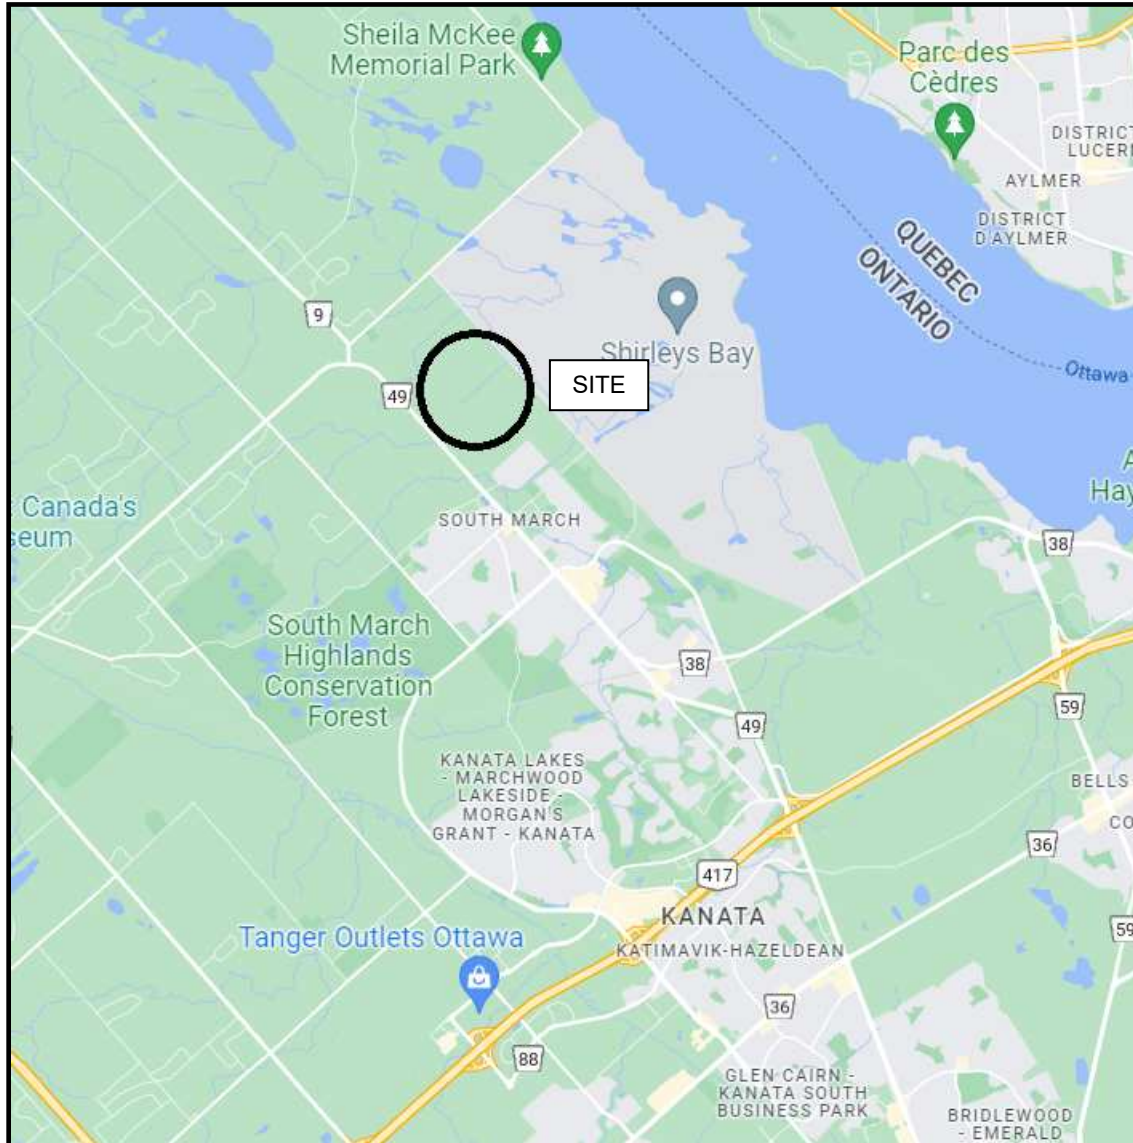 Sheila McKee
Memorial Park
Parc des
Cèdres
DISTRICT
AYLMER
DISTRICT
D'AYLMER
QUEBEC
ONTARIO
9
Shirleys Bay
SITE
Ottawa
49
Canada's
SOUTH MARCH
38
South March
Highlands
Conservation
Forest
38
59
49
KANATA LAKES
- MARCHWOOD
LAKESIDE -
MORGAN'S
GRANT - KANATA
BELLS
36
417
KANATA
Tanger Outlets Ottawa
KATIMAVIK-HAZELDEAN
59
36
88
GLEN CAIRN -
KANATA SOUTH
BUSINESS PARK
BRIDLEWOOD
- EMERALD